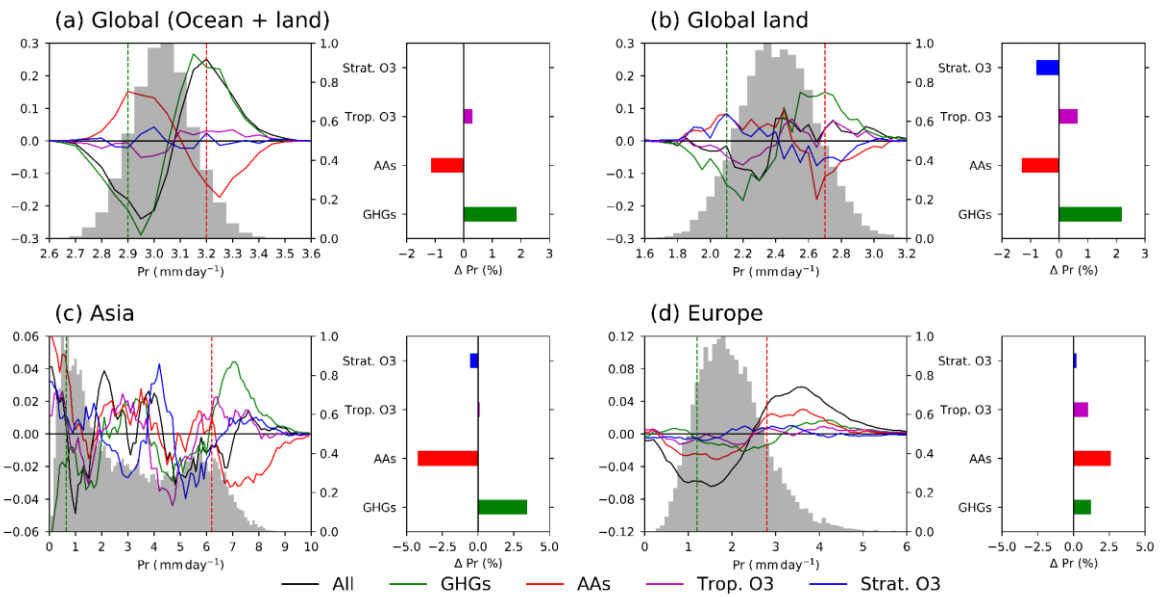 (a) Global (Ocean + land)
0.3
0.2
0.1
0.0
−0.1
−0.2
−0.3
1.0
0.8
0.6
0.4
0.2
0.0
2.6 2.7 2.8 2.9 3.0 3.1 3.2 3.3 3.4 3.5 3.6
Pr ( mm day−1)
Strat. O3
Trop. O3
AAs
GHGs
−2 −1 0 1 2 3
Δ Pr (%)
(b) Global land
0.3
0.2
0.1
0.0
−0.1
−0.2
−0.3
1.0
0.8
0.6
0.4
0.2
0.0
1.6 1.8 2.0 2.2 2.4 2.6 2.8 3.0 3.2
Pr ( mm day−1)
Strat. O3
Trop. O3
AAs
GHGs
−2 −1 0 1 2 3
Δ Pr (%)
(c) Asia
0.06
0.04
0.02
0.00
−0.02
−0.04
−0.06
1.0
0.8
0.6
0.4
0.2
0.0
0 1 2 3 4 5 6 7 8 9 10
Pr ( mm day−1)
Strat. O3
Trop. O3
AAs
GHGs
−5.0 −2.5 0.0 2.5 5.0
Δ Pr (%)
(d) Europe
0.12
0.08
0.04
0.00
−0.04
−0.08
−0.12
1.0
0.8
0.6
0.4
0.2
0.0
0 1 2 3 4 5 6
Pr ( mm day−1)
Strat. O3
Trop. O3
AAs
GHGs
−5.0 −2.5 0.0 2.5 5.0
Δ Pr (%)
All GHGs AAs Trop. O3 Strat. O3